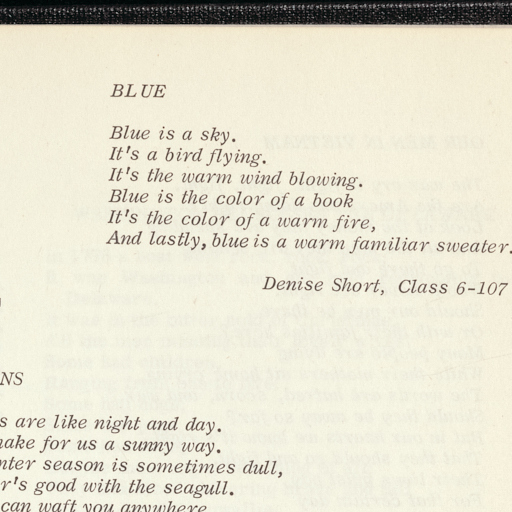 BLUE
Blue is a sky.
It's a bird flying.
It's the warm wind blowing.
Blue is the color of a book
It's the color of a warm fire,
And lastly, blue is a warm familiar sweater.
Denise Short, Class 6-107
NS
s are like night and day.
make for us a sunny way.
nter season is sometimes dull,
r's good with the seagull.
can waft you anywhere